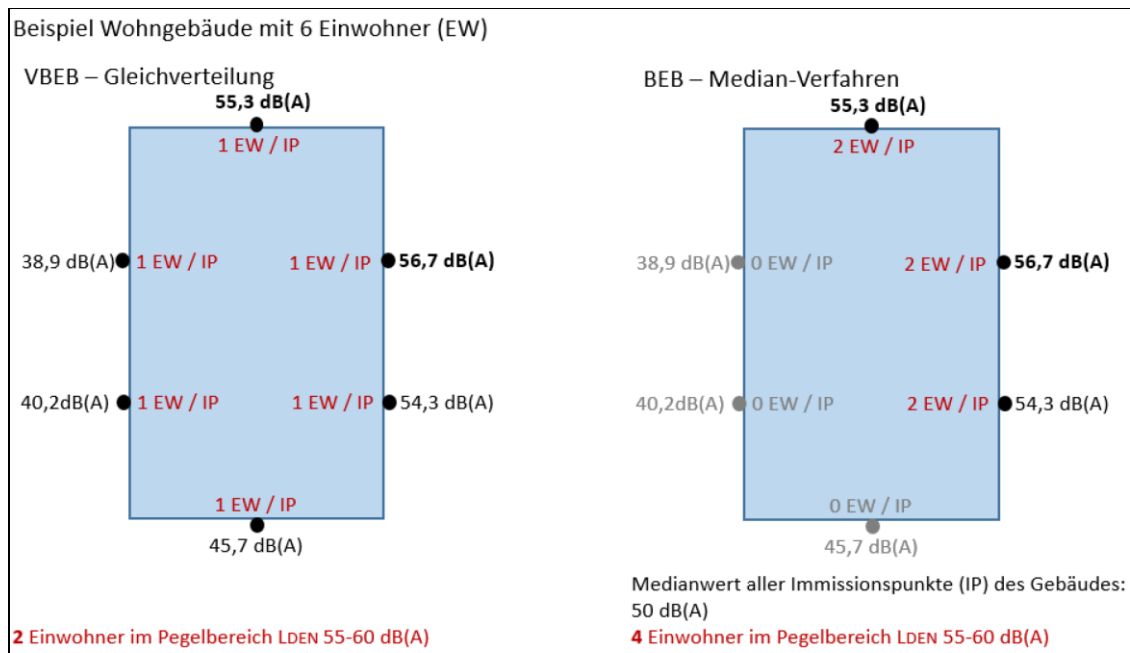 Beispiel Wohngebäude mit 6 Einwohner (EW)
VBEB – Gleichverteilung
55,3 dB(A)
1 EW / IP
38,9 dB(A)
1 EW / IP
1 EW / IP
56,7 dB(A)
40,2dB(A)
1 EW / IP
1 EW / IP
54,3 dB(A)
1 EW / IP
45,7 dB(A)
2 Einwohner im Pegelbereich LDEN 55-60 dB(A)
BEB – Median-Verfahren
55,3 dB(A)
2 EW / IP
38,9 dB(A)
0 EW / IP
2 EW / IP
56,7 dB(A)
40,2dB(A)
0 EW / IP
2 EW / IP
54,3 dB(A)
0 EW / IP
45,7 dB(A)
Medianwert aller Immissionspunkte (IP) des Gebäudes:
50 dB(A)
4 Einwohner im Pegelbereich LDEN 55-60 dB(A)